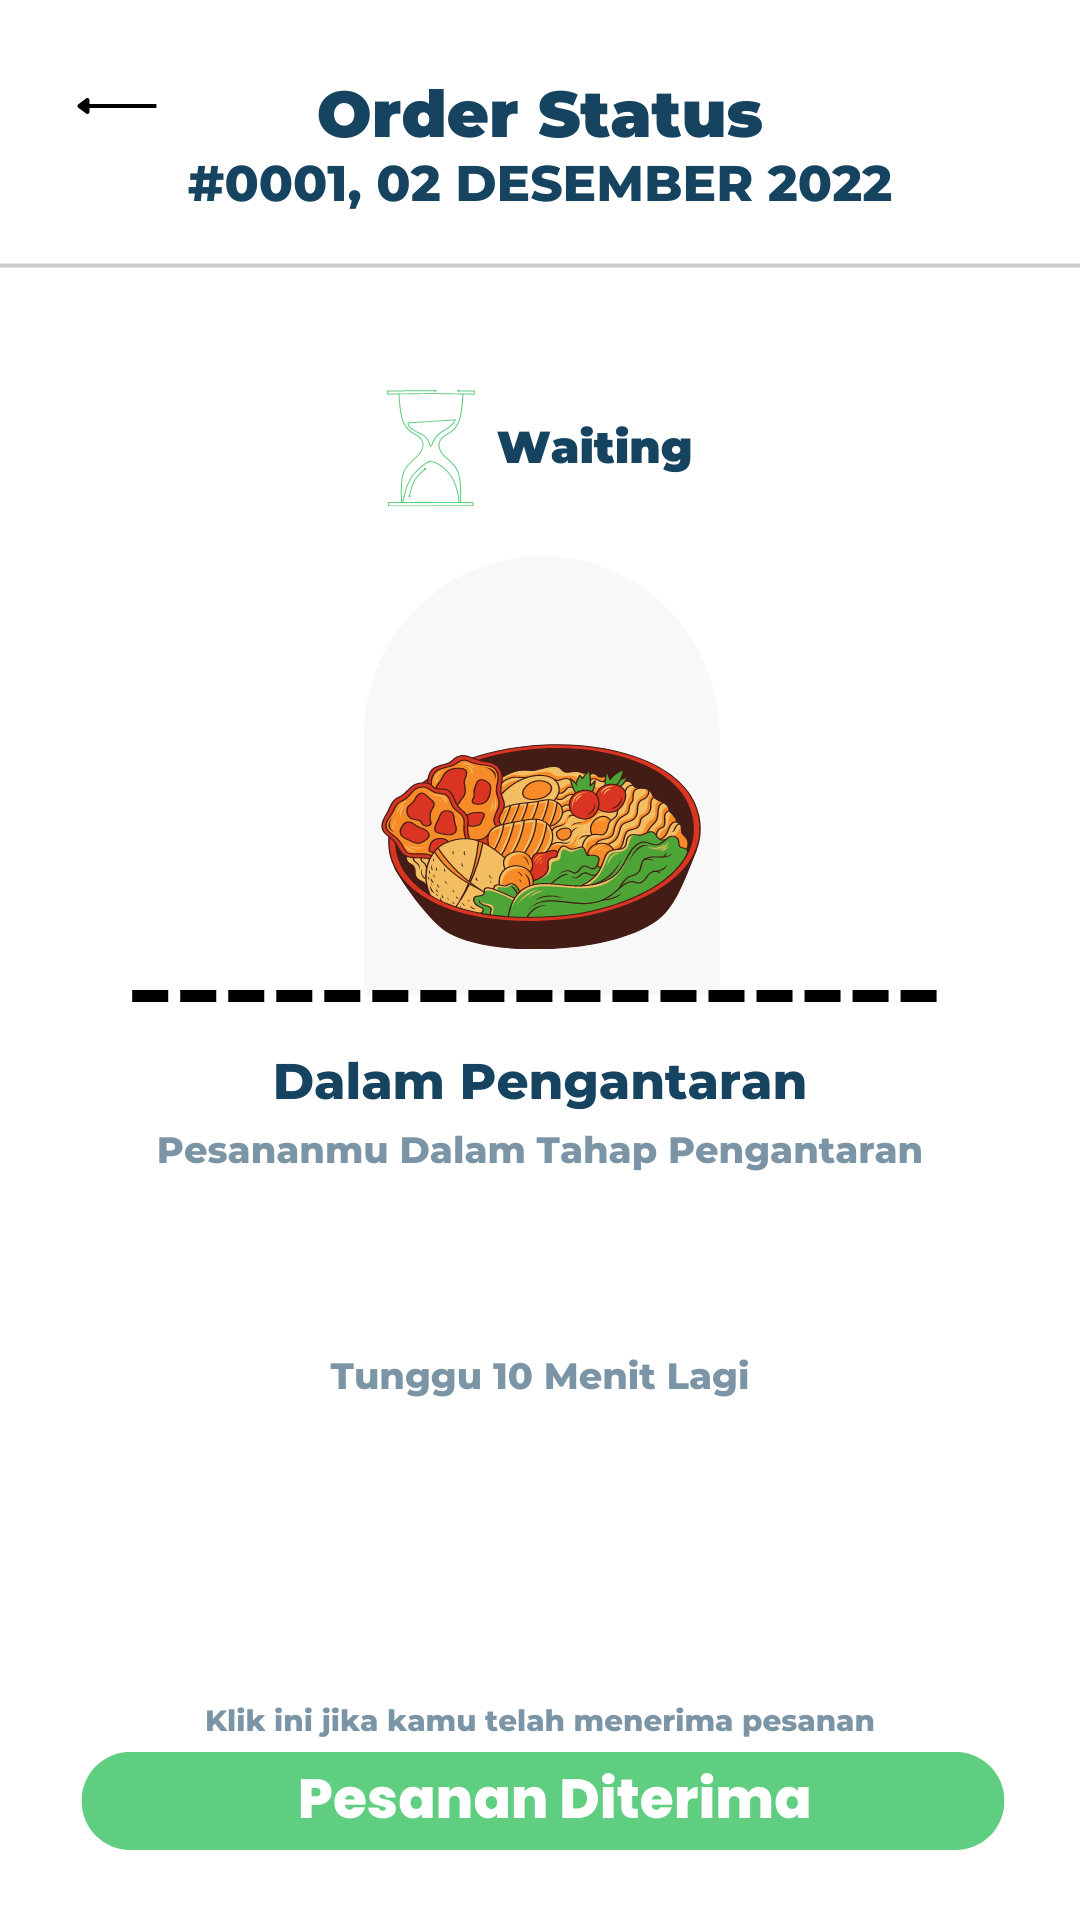 Order Status
#0001, 02 DESEMBER 2022
Waiting
Dalam Pengantaran
Pesananmu Dalam Tahap Pengantaran
Tunggu 10 Menit Lagi
Klik ini jika kamu telah menerima pesanan
Pesanan Diterima